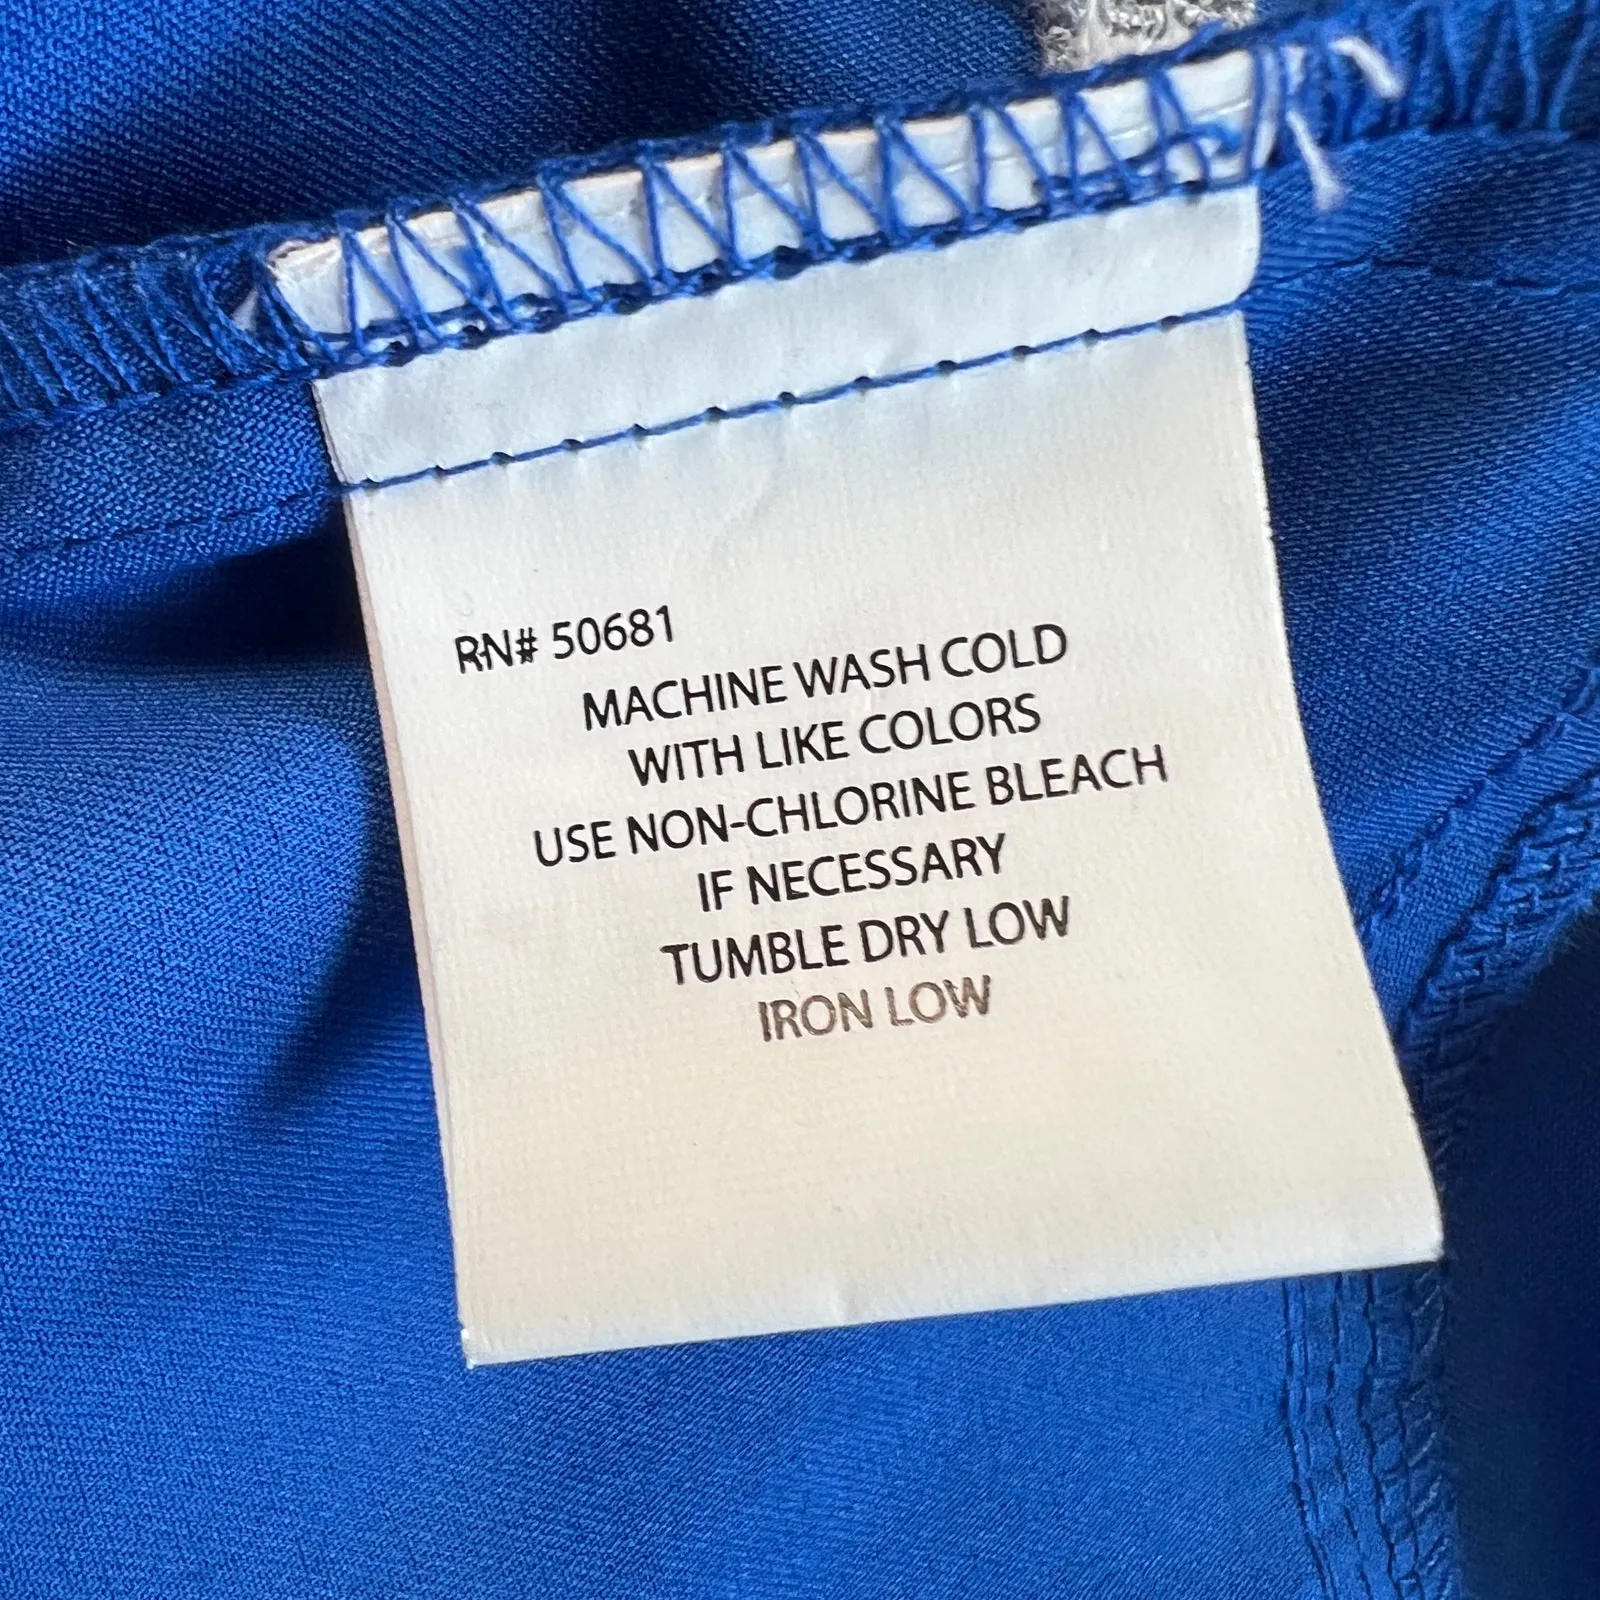 RN# 50681
MACHINE WASH COLD
WITH LIKE COLORS
USE NON-CHLORINE BLEACH
IF NECESSARY
TUMBLE DRY LOW
IRON LOW